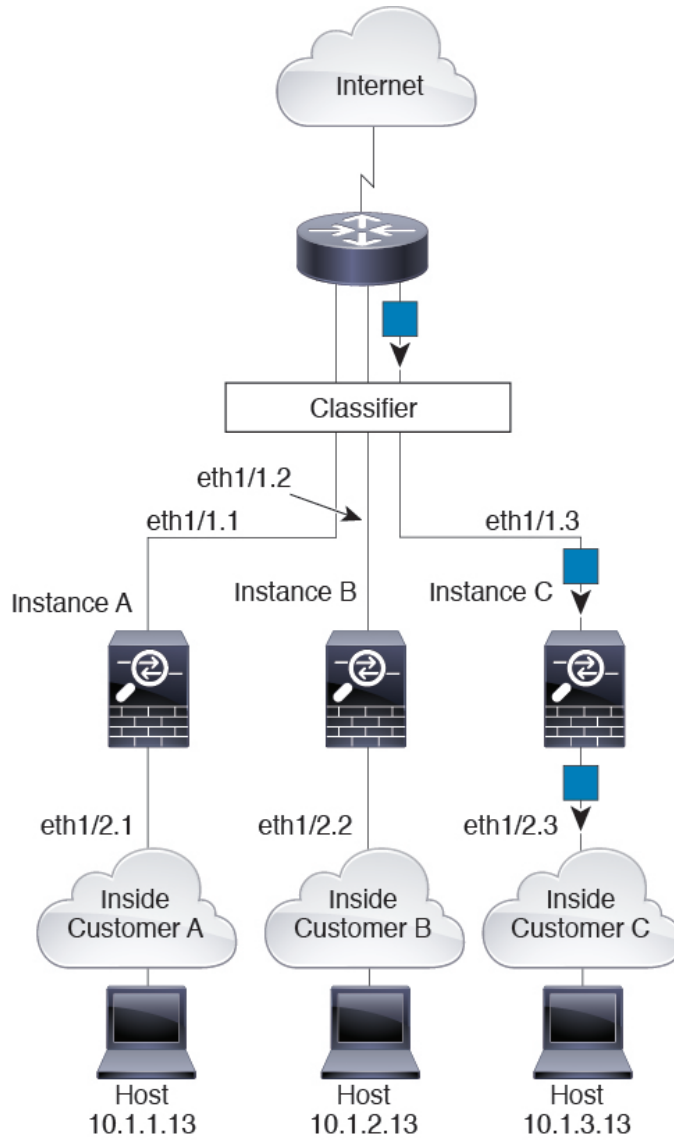 Internet
Classifier
eth1/1.2
eth1/1.1
eth1/1.3
Instance A
Instance B
Instance C
eth1/2.1
eth1/2.2
eth1/2.3
Inside
Customer A
Inside
Customer B
Inside
Customer C
Host
10.1.1.13
Host
10.1.2.13
Host
10.1.3.13